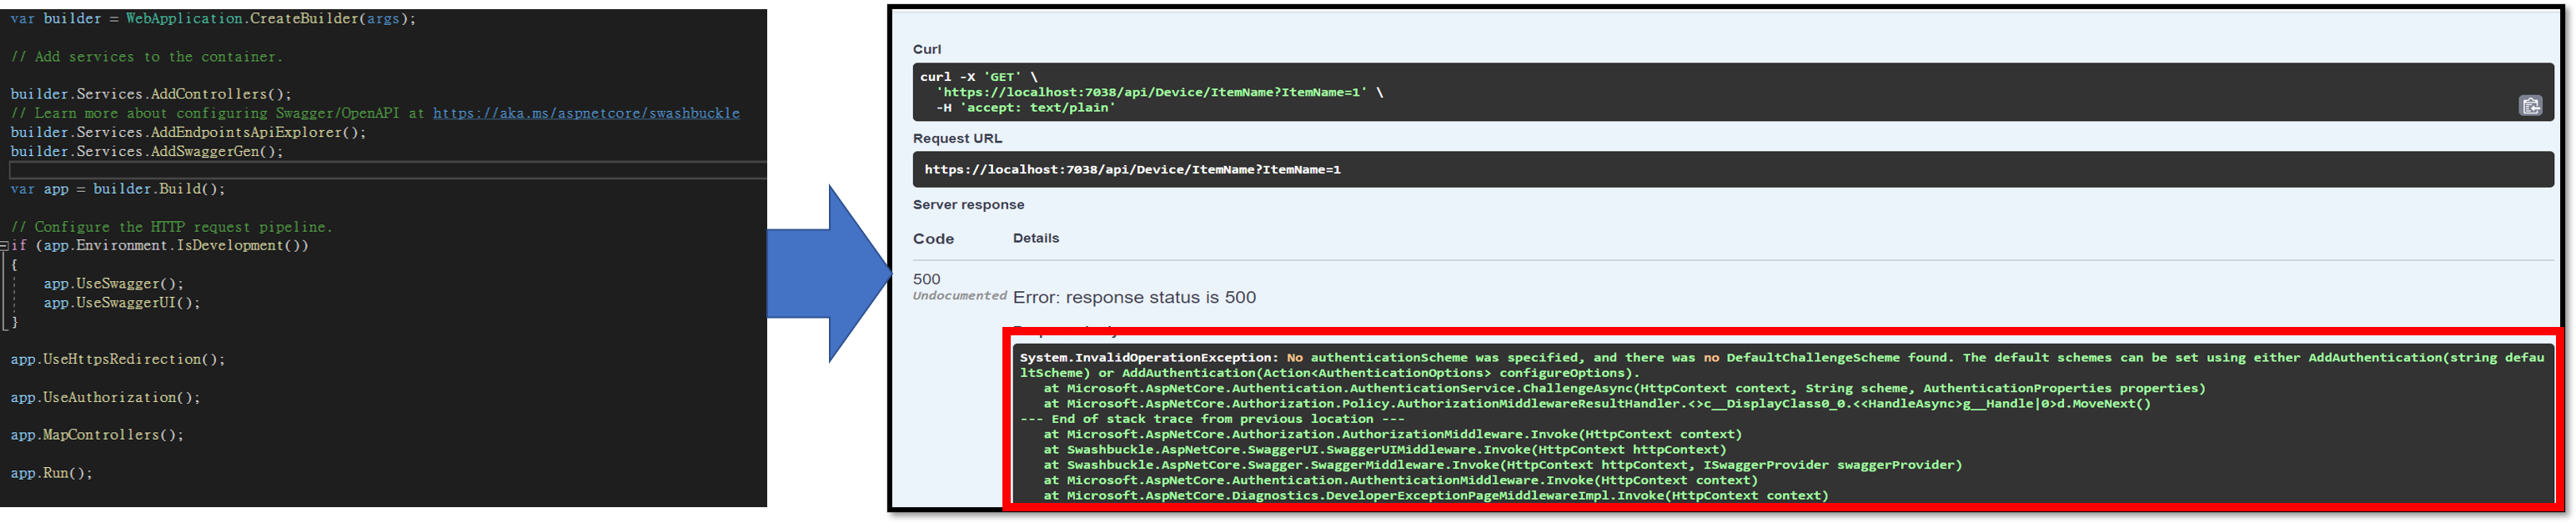 var builder = WebApplication.CreateBuilder(args);
// Add services to the container.
builder.Services.AddControllers();
// Learn more about configuring Swagger/OpenAPI at https://aka.ms/aspnetcore/swashbuckle
builder.Services.AddEndpointsApiExplorer();
builder.Services.AddSwaggerGen();
var app = builder.Build();
// Configure the HTTP request pipeline.
if (app.Environment.IsDevelopment())
{
    app.UseSwagger();
    app.UseSwaggerUI();
}
app.UseHttpsRedirection();
app.UseAuthorization();
app.MapControllers();
app.Run();
Curl
curl -X 'GET' \
  'https://localhost:7038/api/Device/ItemName?ItemName=1' \
  -H 'accept: text/plain'
Request URL
https://localhost:7038/api/Device/ItemName?ItemName=1
Server response
Code Details
500
Undocumented Error: response status is 500
System.InvalidOperationException: No authenticationScheme was specified, and there was no DefaultChallengeScheme found. The default schemes can be set using either AddAuthentication(string defau
ltScheme) or AddAuthentication(Action<AuthenticationOptions> configureOptions).
   at Microsoft.AspNetCore.Authentication.AuthenticationService.ChallengeAsync(HttpContext context, String scheme, AuthenticationProperties properties)
   at Microsoft.AspNetCore.Authorization.Policy.AuthorizationMiddlewareResultHandler.<>c__DisplayClass0_0.<<HandleAsync>g__Handle|0>d.MoveNext()
--- End of stack trace from previous location ---
   at Microsoft.AspNetCore.Authorization.AuthorizationMiddleware.Invoke(HttpContext context)
   at Swashbuckle.AspNetCore.SwaggerUI.SwaggerUIMiddleware.Invoke(HttpContext httpContext)
   at Swashbuckle.AspNetCore.Swagger.SwaggerMiddleware.Invoke(HttpContext httpContext, ISwaggerProvider swaggerProvider)
   at Microsoft.AspNetCore.Authentication.AuthenticationMiddleware.Invoke(HttpContext context)
   at Microsoft.AspNetCore.Diagnostics.DeveloperExceptionPageMiddlewareImpl.Invoke(HttpContext context)